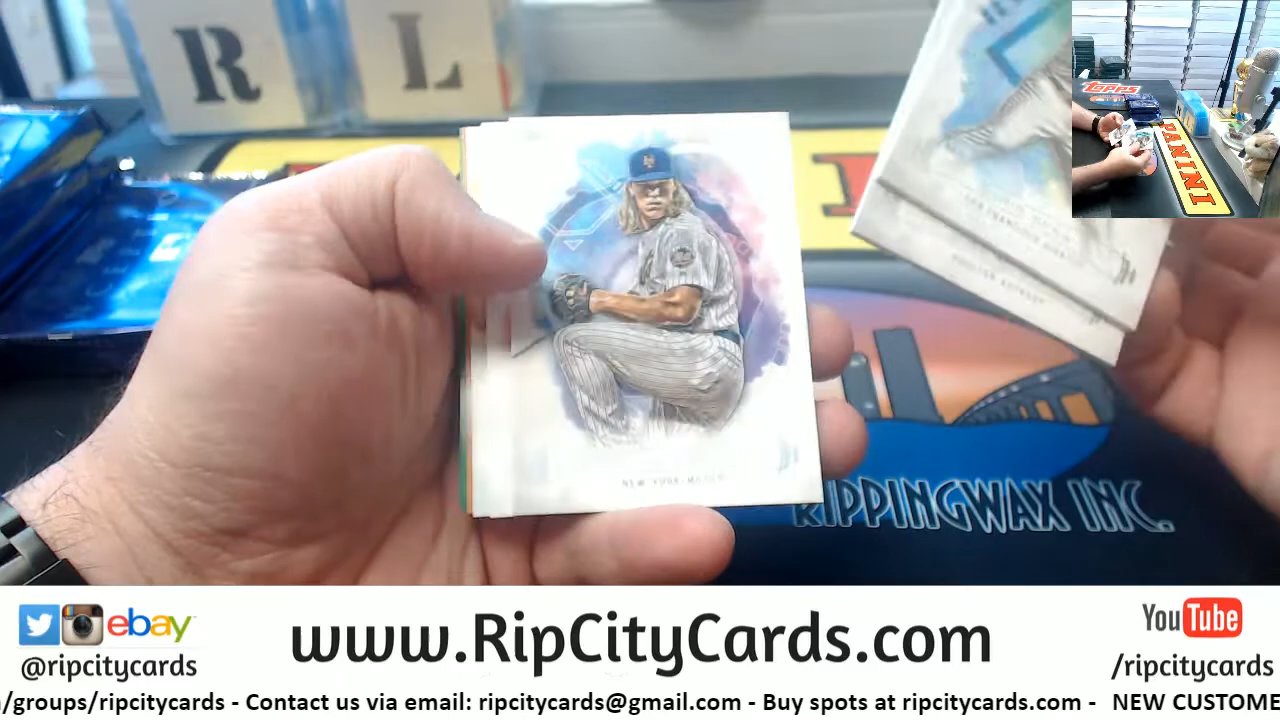 R L
topps
PANINI
NEW YORK METS
RIPPINGWAX INC.
ebay
@ripcitycards
www.RipCityCards.com
YouTube
/ripcitycards
/groups/ripcitycards - Contact us via email: ripcitycards@gmail.com - Buy spots at ripcitycards.com - NEW CUSTOME